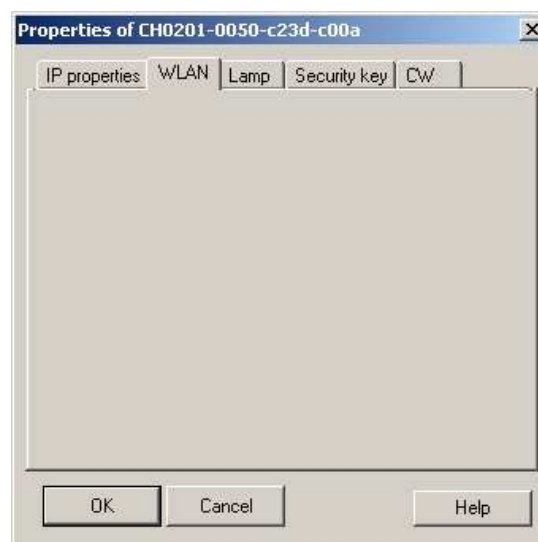 Properties of CH0201-0050-c23d-c00a
IP properties WLAN Lamp Security key CW
OK Cancel Help